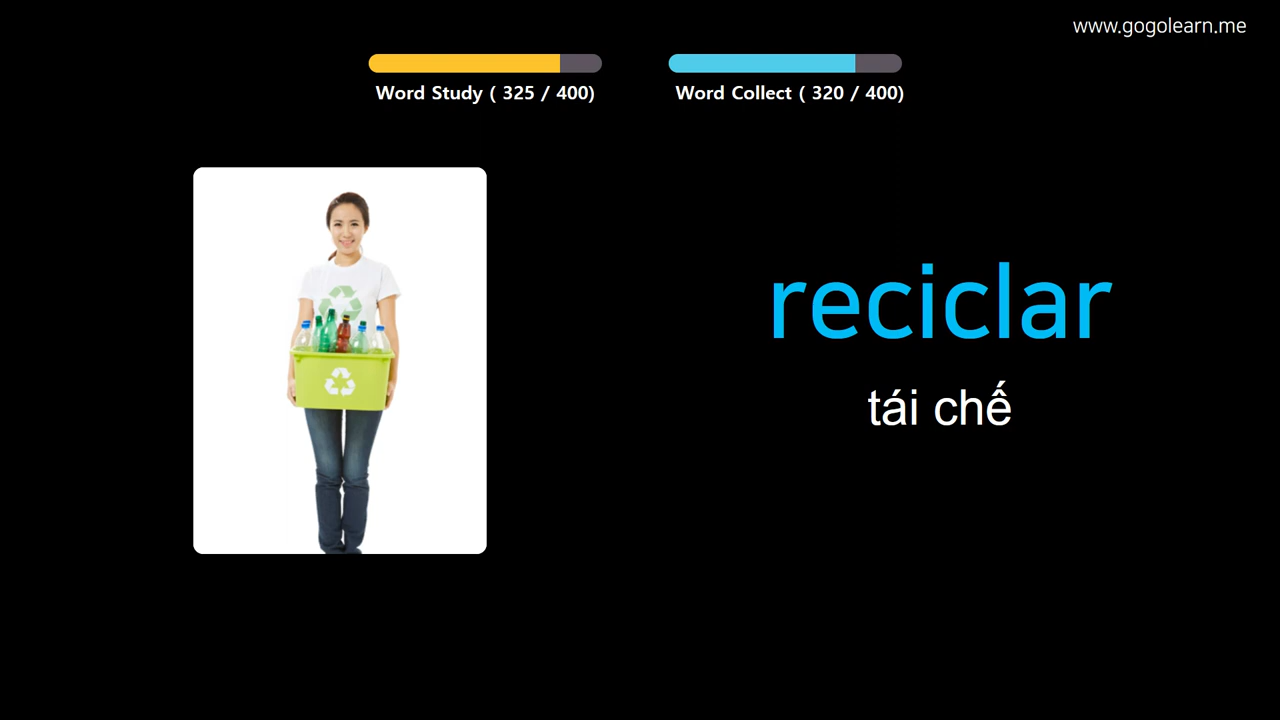 www.gogolearn.me
Word Study ( 325 / 400)
Word Collect ( 320 / 400)
reciclar
tái chế